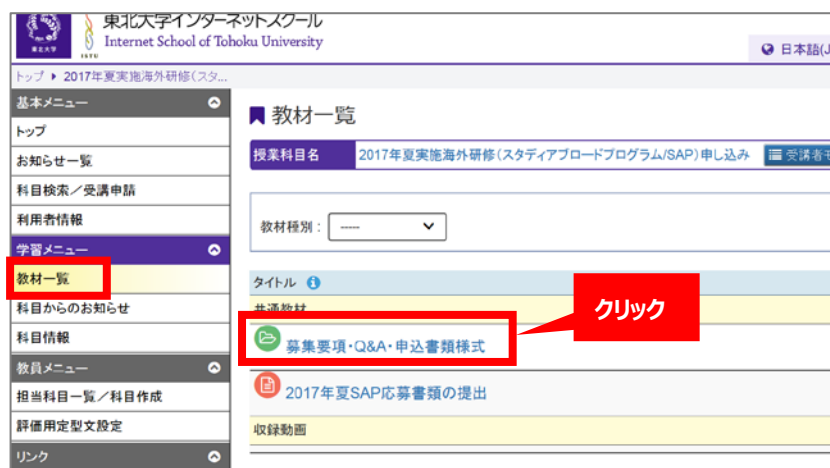 東北大学インターネットスクール
Internet School of Tohoku University
東北大学
ISTU
日本語(J
トップ ▶ 2017年夏実施海外研修(スタ...
基本メニュー
トップ
お知らせ一覧
科目検索/受講申請
利用者情報
学習メニュー
教材一覧
科目からのお知らせ
科目情報
教員メニュー
担当科目一覧/科目作成
評価用定型文設定
リンク
教材一覧
授業科目名
2017年夏実施海外研修(スタディアブロードプログラム/SAP)申し込み
受講者モ
教材種別 : -----
タイトル
共通教材
クリック
募集要項・Q&A・申込書類様式
2017年夏SAP応募書類の提出
収録動画